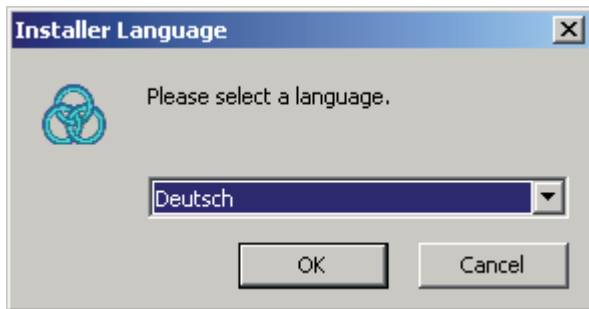 Installer Language
Please select a language.
Deutsch
OK
Cancel